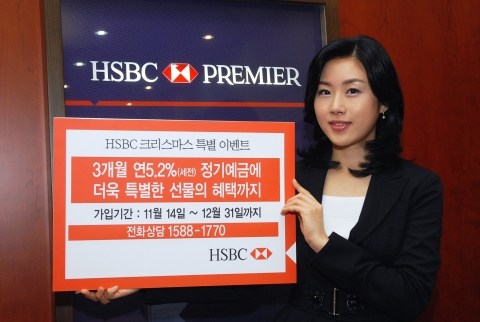 HSBC PREMIER
HSBC 크리스마스 특별 이벤트
3개월 연5.2%(세전) 정기예금에
더욱 특별한 선물의 혜택까지
가입기간 : 11월 14일 ~ 12월 31일까지
전화상담 1588-1770
HSBC